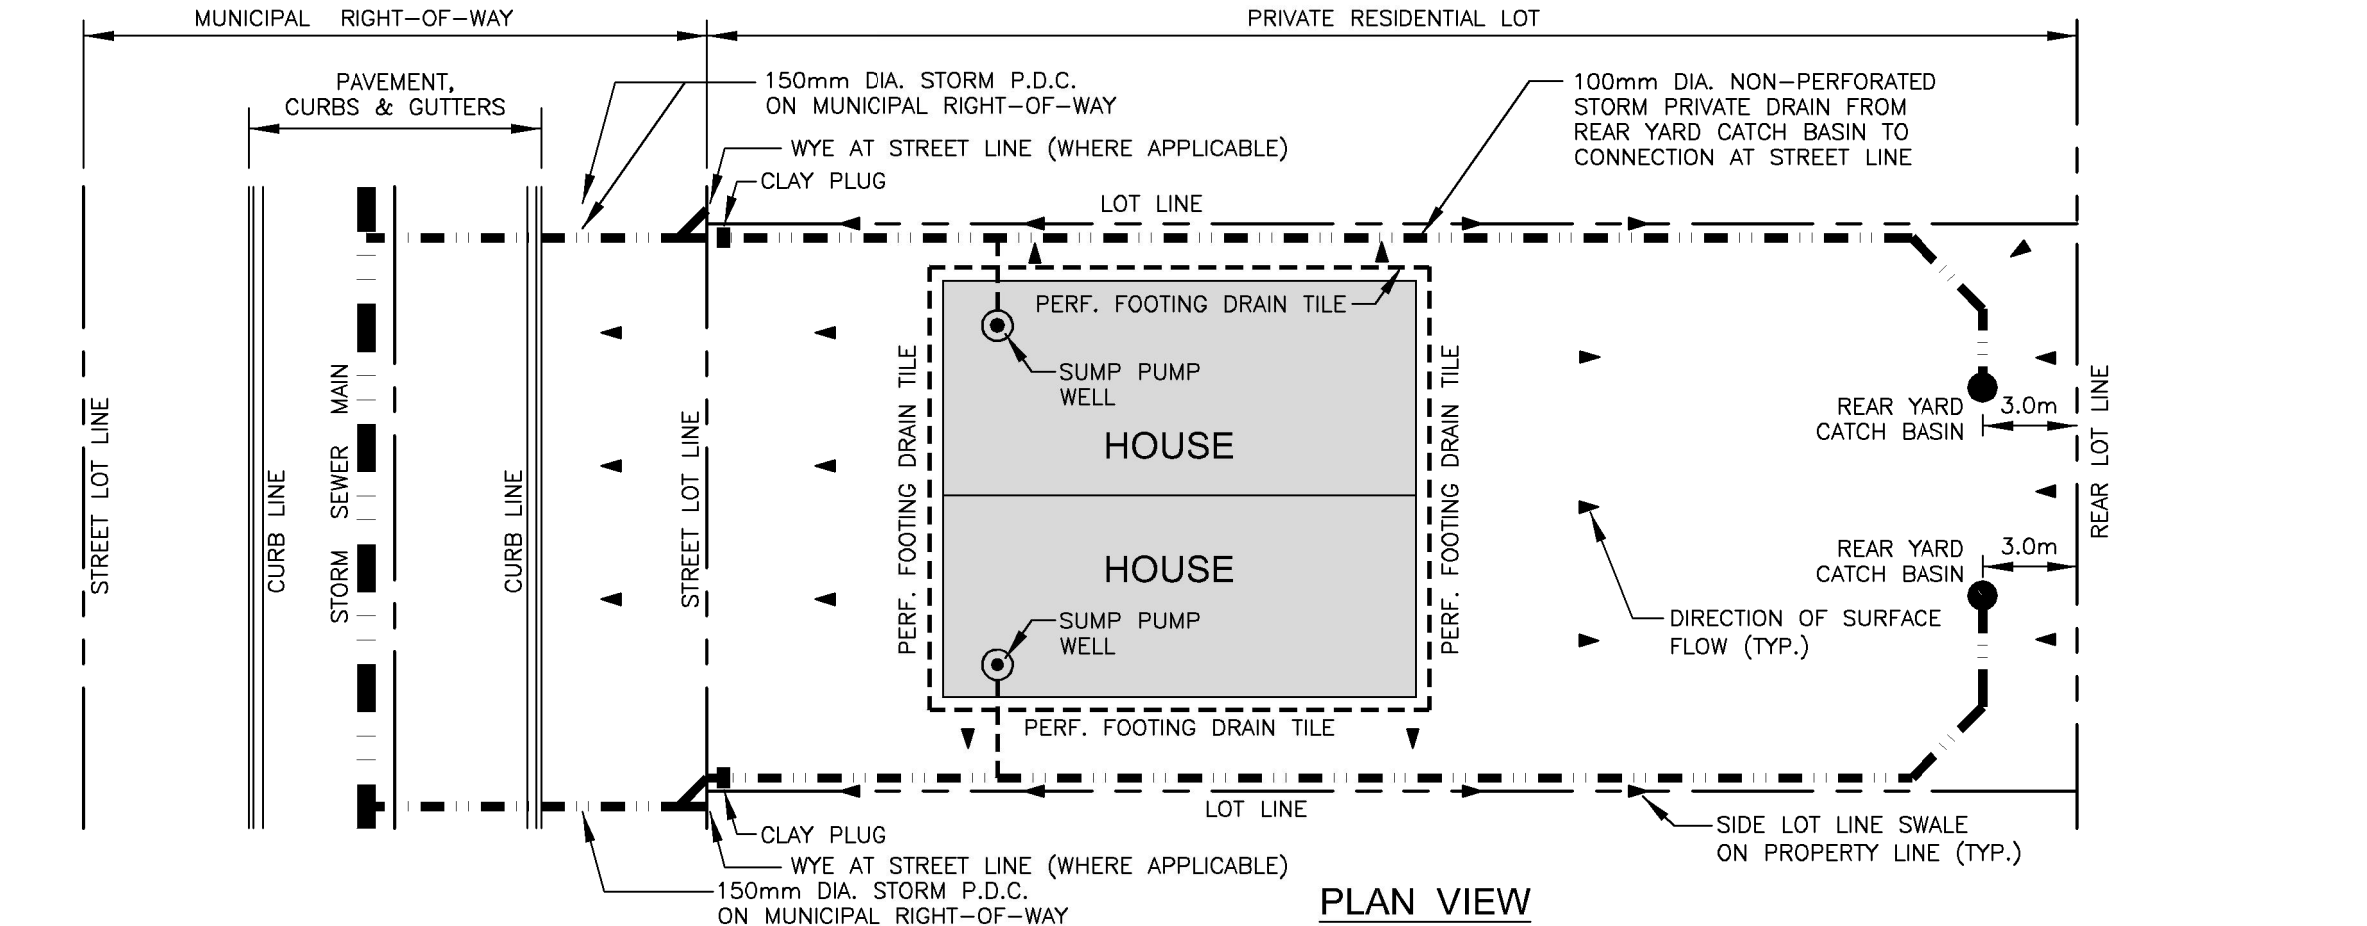 MUNICIPAL RIGHT-OF-WAY
PRIVATE RESIDENTIAL LOT
PAVEMENT,
CURBS & GUTTERS
150mm DIA. STORM P.D.C.
ON MUNICIPAL RIGHT-OF-WAY
100mm DIA. NON-PERFORATED
STORM PRIVATE DRAIN FROM
REAR YARD CATCH BASIN TO
CONNECTION AT STREET LINE
WYE AT STREET LINE (WHERE APPLICABLE)
CLAY PLUG
LOT LINE
PERF. FOOTING DRAIN TILE
SUMP PUMP
WELL
HOUSE
HOUSE
SUMP PUMP
WELL
PERF. FOOTING DRAIN TILE
STREET LOT LINE
CURB LINE
STORM SEWER MAIN
CURB LINE
STREET LOT LINE
PERF. FOOTING DRAIN TILE
PERF. FOOTING DRAIN TILE
REAR YARD
CATCH BASIN
3.0m
REAR YARD
CATCH BASIN
3.0m
REAR LOT LINE
DIRECTION OF SURFACE
FLOW (TYP.)
LOT LINE
SIDE LOT LINE SWALE
ON PROPERTY LINE (TYP.)
CLAY PLUG
WYE AT STREET LINE (WHERE APPLICABLE)
150mm DIA. STORM P.D.C.
ON MUNICIPAL RIGHT-OF-WAY
PLAN VIEW